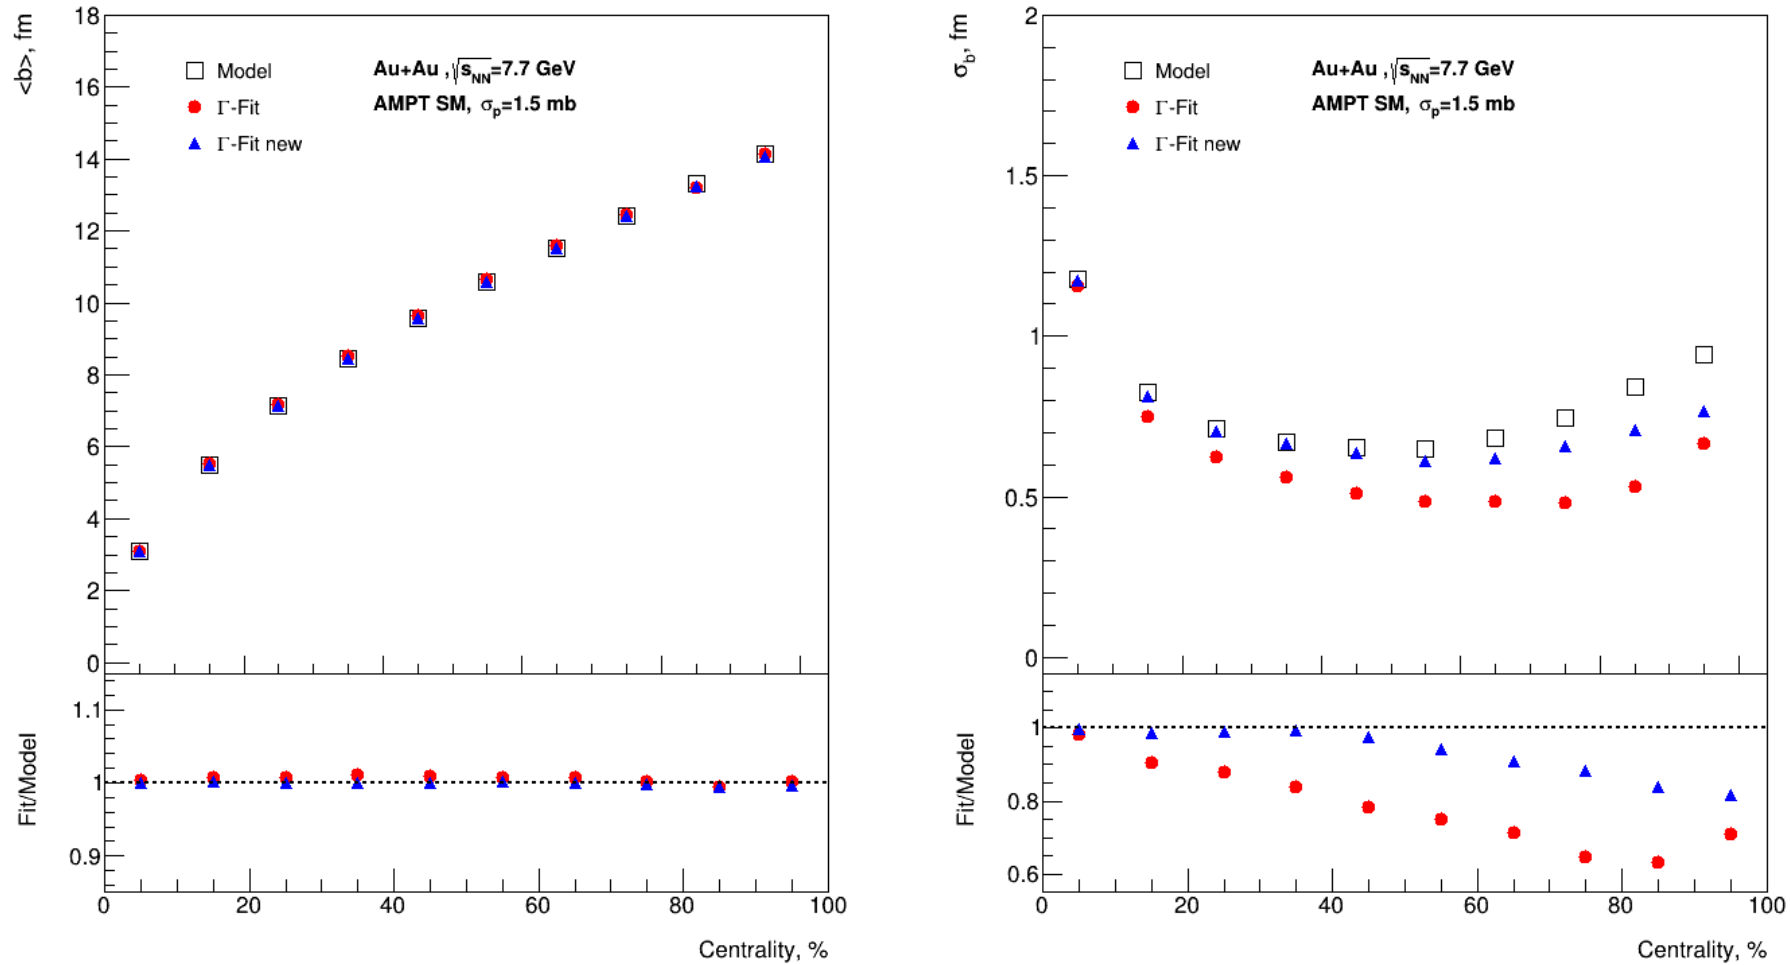 <b>, fm
18
16
14
12
10
8
6
4
2
0
Model
Γ-Fit
Γ-Fit new
Au+Au ,√sNN=7.7 GeV
AMPT SM, σp=1.5 mb
Fit/Model
1.1
1
0.9
0 20 40 60 80 100
Centrality, %
σb, fm
2
1.5
1
0.5
0
Model
Γ-Fit
Γ-Fit new
Au+Au ,√sNN=7.7 GeV
AMPT SM, σp=1.5 mb
Fit/Model
1
0.8
0.6
0 20 40 60 80 100
Centrality, %